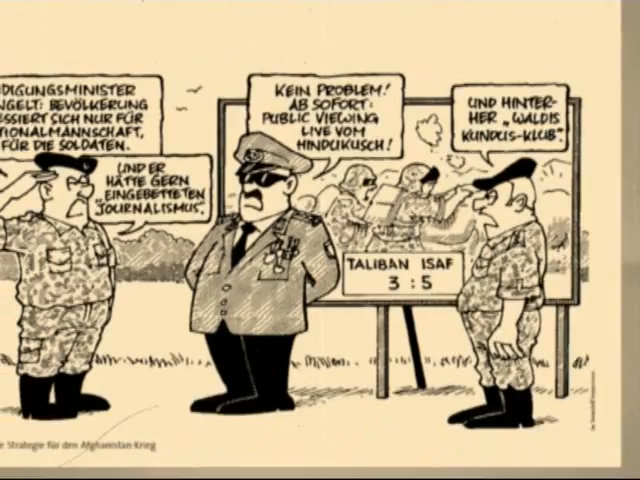 DIGUNGSMINISTER
NGELT: BEVÖLKERUNG
ESSIERT SICH NUR FÜR
TIONALMANNSCHAFT,
FÜR DIE SOLDATEN.
UND ER
HÄTTE GERN
„EINGEBETTETEN
JOURNALISMUS“.
KEIN PROBLEM!
AB SOFORT:
PUBLIC VIEWING
LIVE VOM
HINDUKUSCH!
UND HINTER-
HER „WALDIS
KUNDUS-KLUB“.
TALIBAN ISAF
3 : 5
e Strategie für den Afghanistan-Krieg